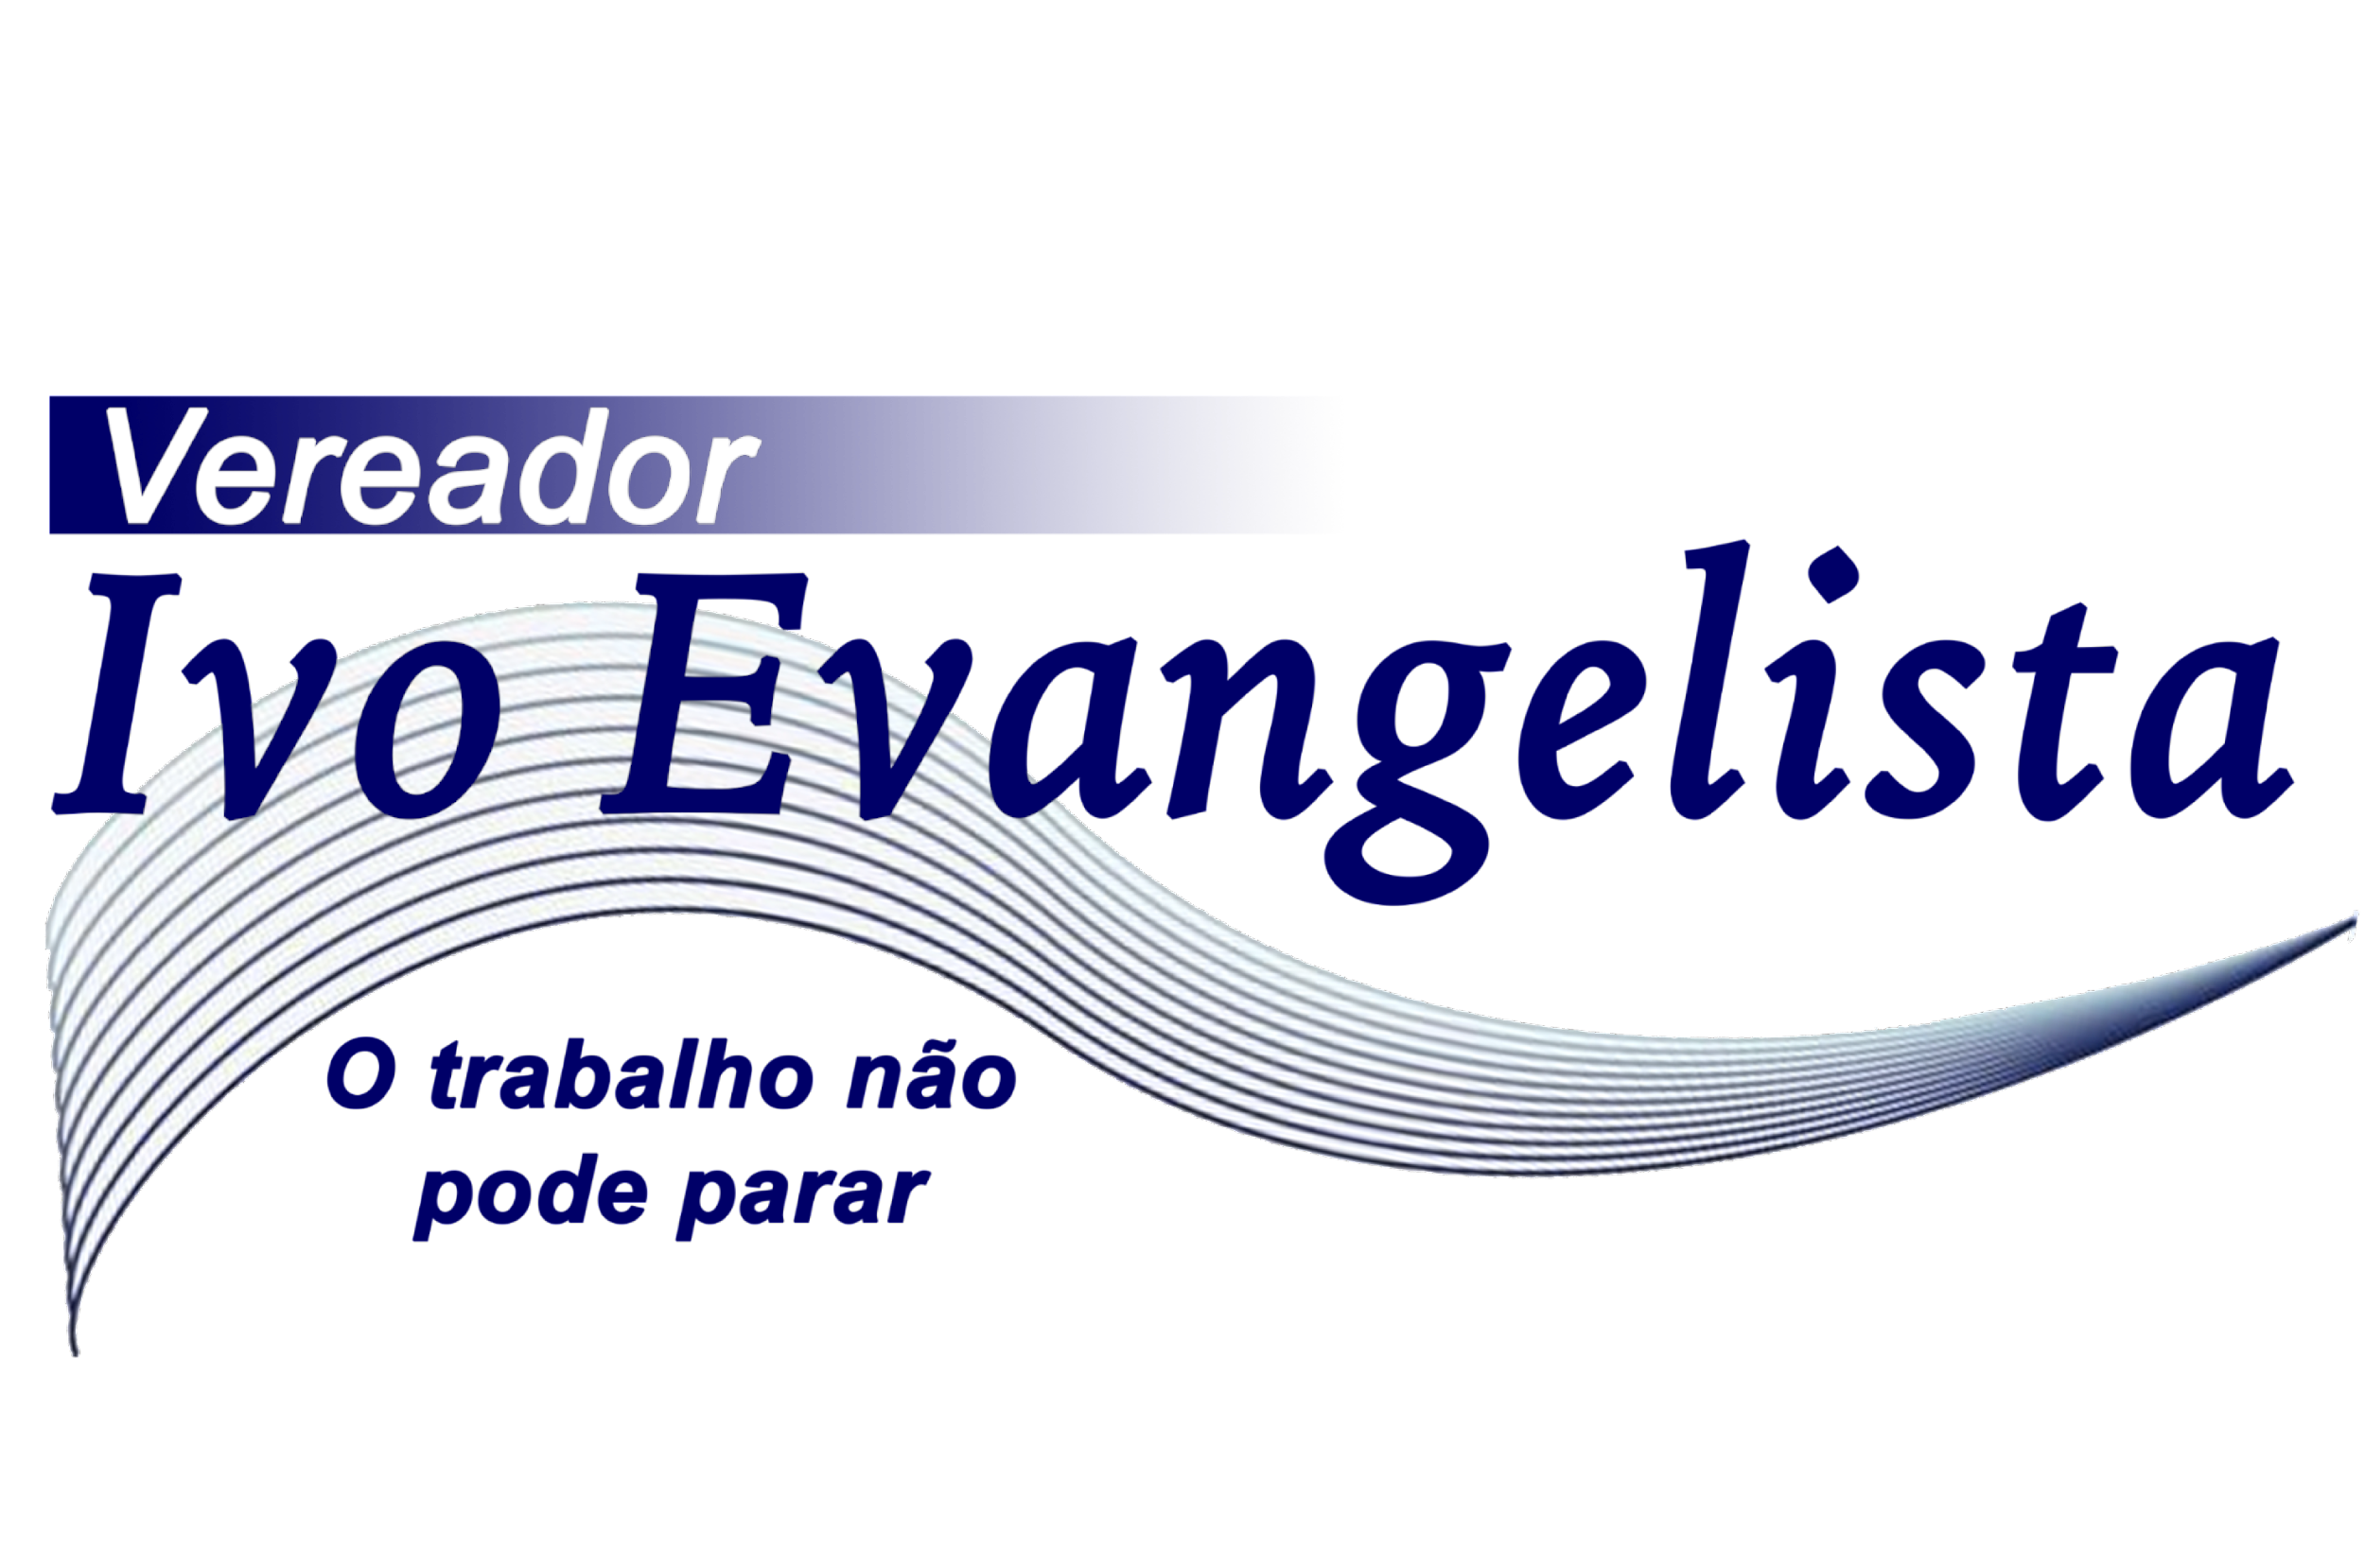 Vereador
Ivo Evangelista
O trabalho não
pode parar